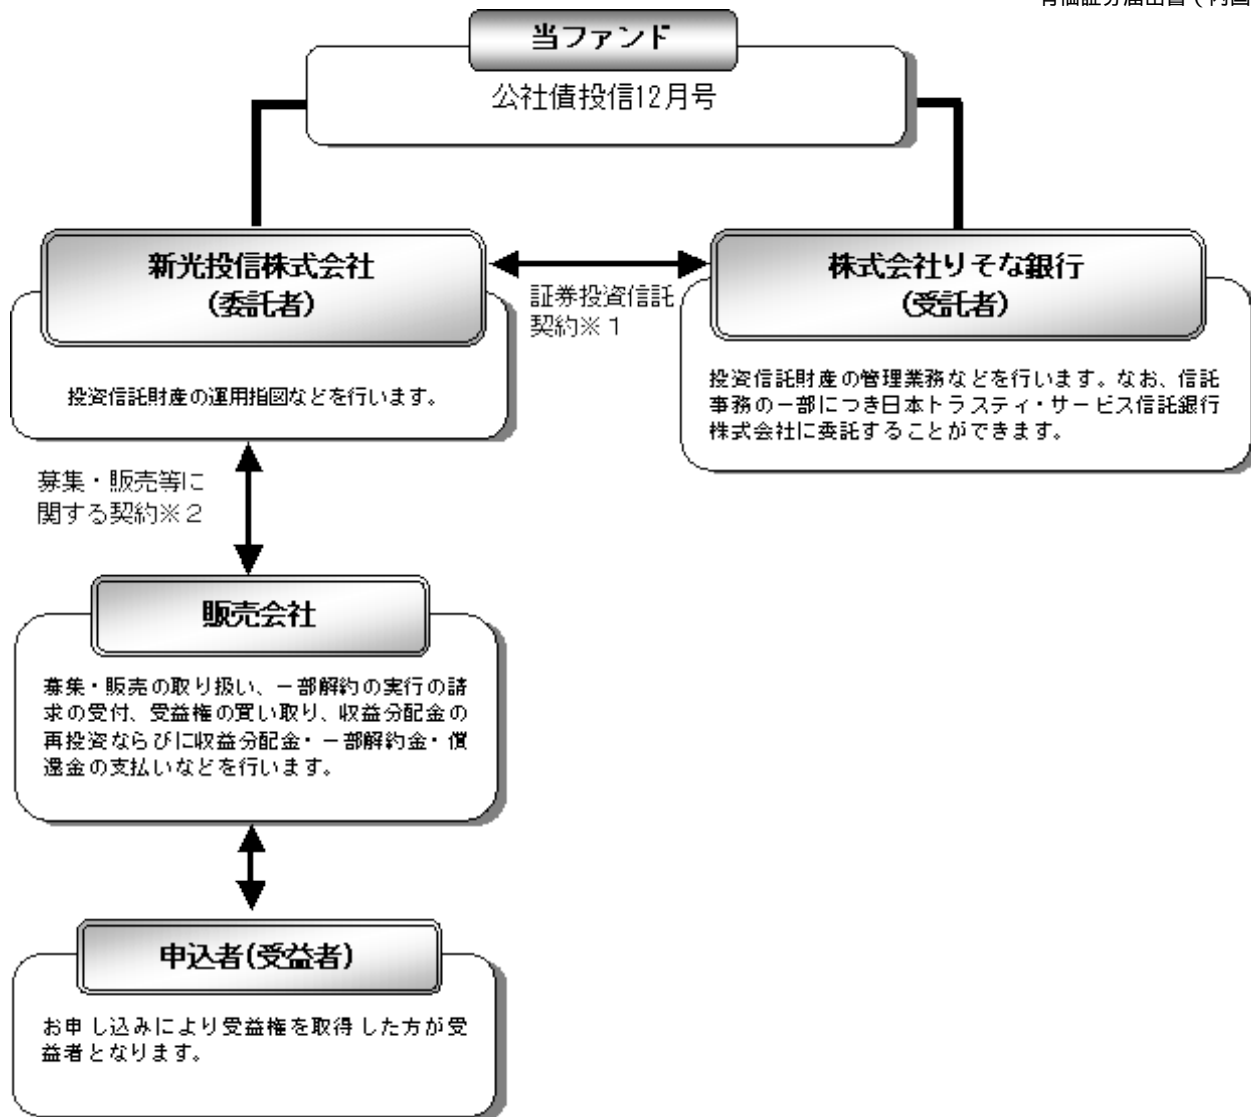 当ファンド
公社債投信12月号
新光投信株式会社
(委託者)
投資信託財産の運用指図などを行います。
証券投資信託
契約※１
株式会社りそな銀行
(受託者)
投資信託財産の管理業務などを行います。なお、信託
事務の一部につき日本トラスティ・サービス信託銀行
株式会社に委託することができます。
募集・販売等に
関する契約※２
販売会社
募集・販売の取り扱い、一部解約の実行の請
求の受付、受益権の買い取り、収益分配金の
再投資ならびに収益分配金・一部解約金・償
還金の支払いなどを行います。
申込者(受益者)
お申し込みにより受益権を取得した方が受
益者となります。